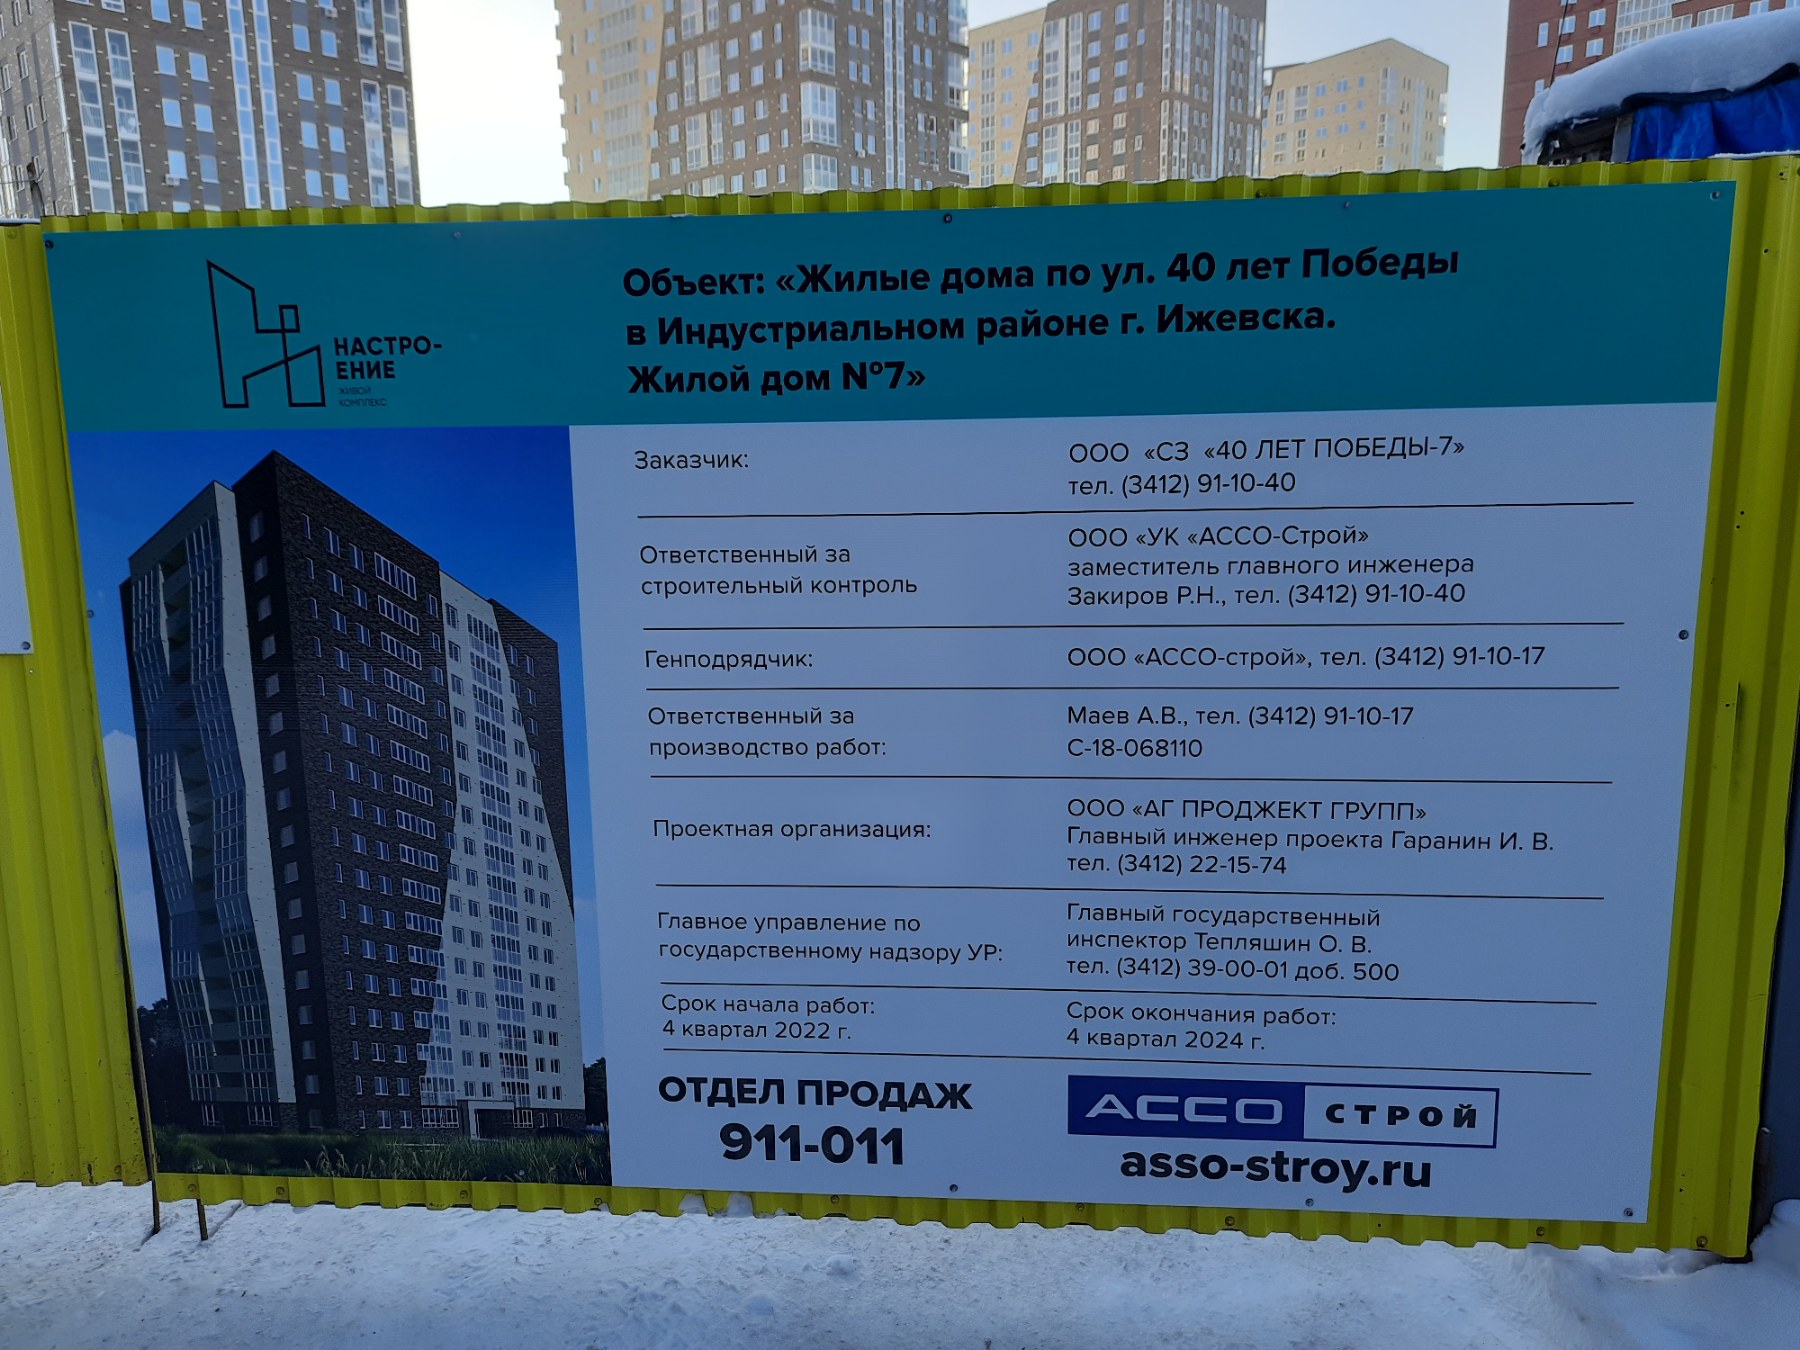 НАСТРО-
ЕНИЕ
ЖИВОЙ
КОМПЛЕКС
Объект: «Жилые дома по ул. 40 лет Победы
в Индустриальном районе г. Ижевска.
Жилой дом №7»
Заказчик:
ООО «СЗ «40 ЛЕТ ПОБЕДЫ-7»
тел. (3412) 91-10-40
Ответственный за
строительный контроль
ООО «УК «АССО-Строй»
заместитель главного инженера
Закиров Р.Н., тел. (3412) 91-10-40
Генподрядчик:
ООО «АССО-строй», тел. (3412) 91-10-17
Ответственный за
производство работ:
Маев А.В., тел. (3412) 91-10-17
С-18-068110
Проектная организация:
ООО «АГ ПРОДЖЕКТ ГРУПП»
Главный инженер проекта Гаранин И. В.
тел. (3412) 22-15-74
Главное управление по
государственному надзору УР:
Главный государственный
инспектор Тепляшин О. В.
тел. (3412) 39-00-01 доб. 500
Срок начала работ:
4 квартал 2022 г.
Срок окончания работ:
4 квартал 2024 г.
ОТДЕЛ ПРОДАЖ
911-011
АССО СТРОЙ
asso-stroy.ru